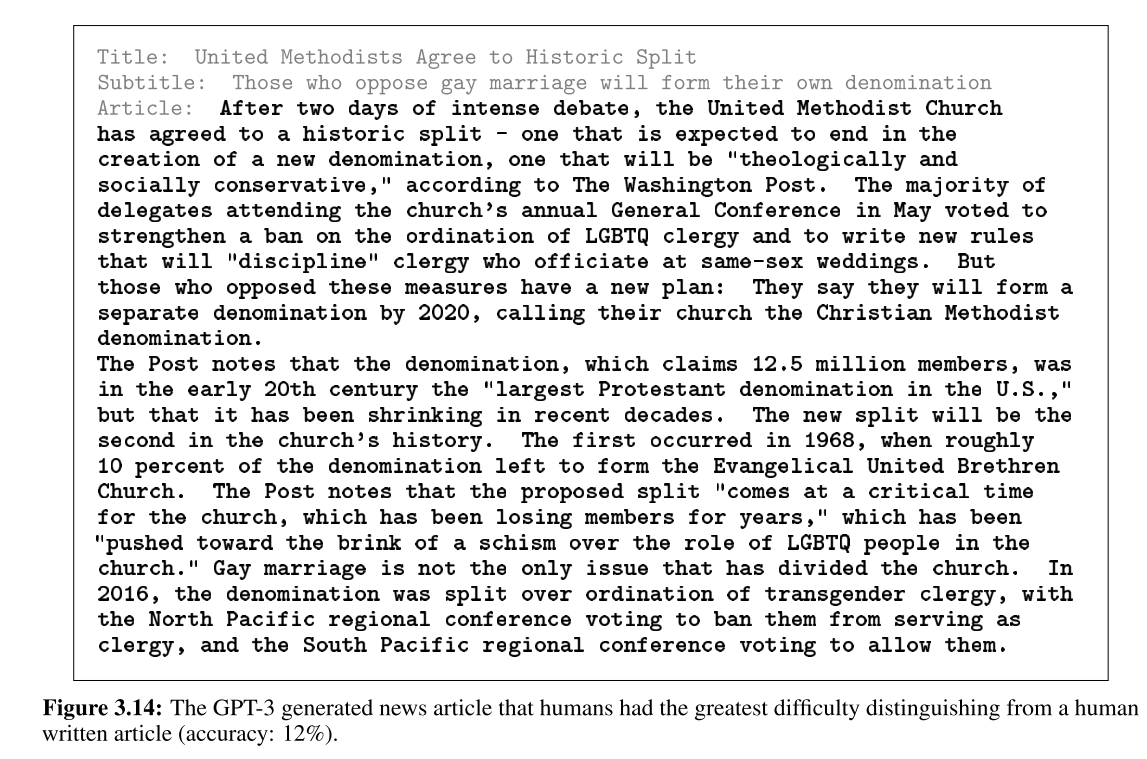 Title: United Methodists Agree to Historic Split
Subtitle: Those who oppose gay marriage will form their own denomination
Article: After two days of intense debate, the United Methodist Church
has agreed to a historic split - one that is expected to end in the
creation of a new denomination, one that will be "theologically and
socially conservative," according to The Washington Post. The majority of
delegates attending the church's annual General Conference in May voted to
strengthen a ban on the ordination of LGBTQ clergy and to write new rules
that will "discipline" clergy who officiate at same-sex weddings. But
those who opposed these measures have a new plan: They say they will form a
separate denomination by 2020, calling their church the Christian Methodist
denomination.
The Post notes that the denomination, which claims 12.5 million members, was
in the early 20th century the "largest Protestant denomination in the U.S.,"
but that it has been shrinking in recent decades. The new split will be the
second in the church's history. The first occurred in 1968, when roughly
10 percent of the denomination left to form the Evangelical United Brethren
Church. The Post notes that the proposed split "comes at a critical time
for the church, which has been losing members for years," which has been
"pushed toward the brink of a schism over the role of LGBTQ people in the
church." Gay marriage is not the only issue that has divided the church. In
2016, the denomination was split over ordination of transgender clergy, with
the North Pacific regional conference voting to ban them from serving as
clergy, and the South Pacific regional conference voting to allow them.
Figure 3.14: The GPT-3 generated news article that humans had the greatest difficulty distinguishing from a human
written article (accuracy: 12%).